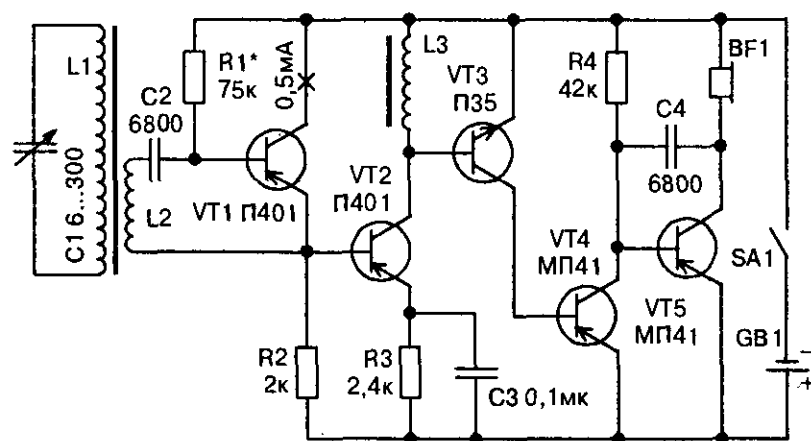 L1
C1 6...300
C2
6800
L2
R1*
75к
0,5мА
VT1 П401
L3
VT2
П401
VT3
П35
R4
42к
BF1
C4
6800
VT4
МП41
VT5
МП41
SA1
GB1
−
+
R2
2к
R3
2,4к
C3 0,1мк